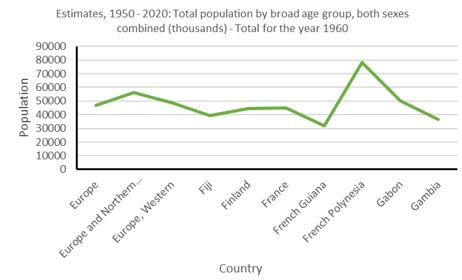 Estimates, 1950 - 2020: Total population by broad age group, both sexes
combined (thousands) - Total for the year 1960
Population
90000
80000
70000
60000
50000
40000
30000
20000
10000
0
Europe
Europe and Northern...
Europe, Western
Fiji
Finland
France
French Guiana
French Polynesia
Gabon
Gambia
Country